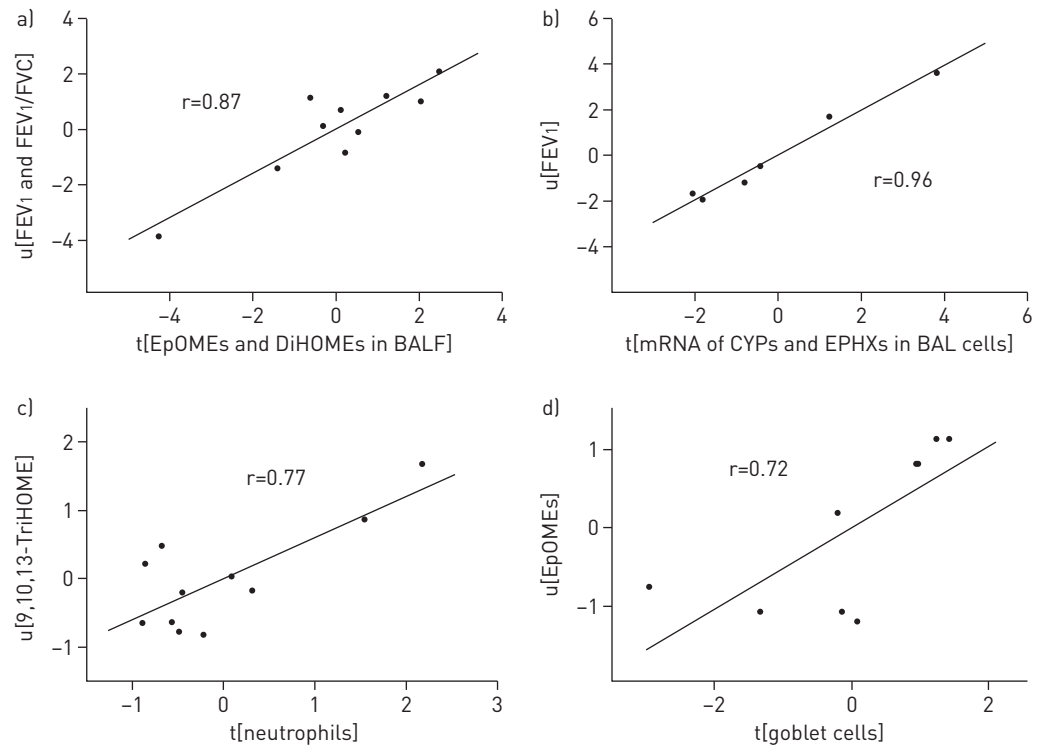 a)
4
2
0
−2
−4
u[FEV1 and FEV1/FVC]
r=0.87
−4 −2 0 2 4
t[EpOMEs and DiHOMEs in BALF]
b)
6
4
2
0
−2
−4
u[FEV1]
r=0.96
−2 0 2 4 6
t[mRNA of CYPs and EPHXs in BAL cells]
c)
2
1
0
−1
u[9,10,13-TriHOME]
r=0.77
−1 0 1 2 3
t[neutrophils]
d)
1
0
−1
u[EpOMEs]
r=0.72
−2 0 2
t[goblet cells]